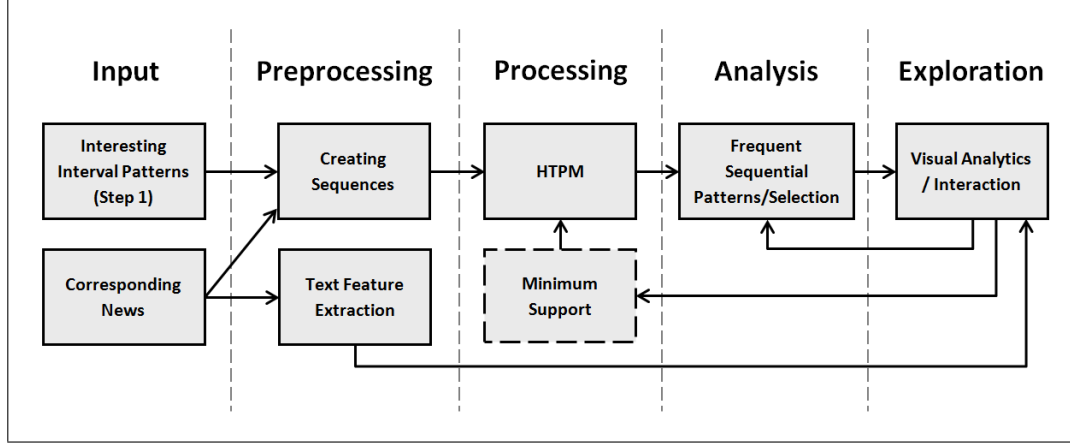 Input
Preprocessing
Processing
Analysis
Exploration
Interesting
Interval Patterns
(Step 1)
Creating
Sequences
HTPM
Frequent
Sequential
Patterns/Selection
Visual Analytics
/ Interaction
Corresponding
News
Text Feature
Extraction
Minimum
Support